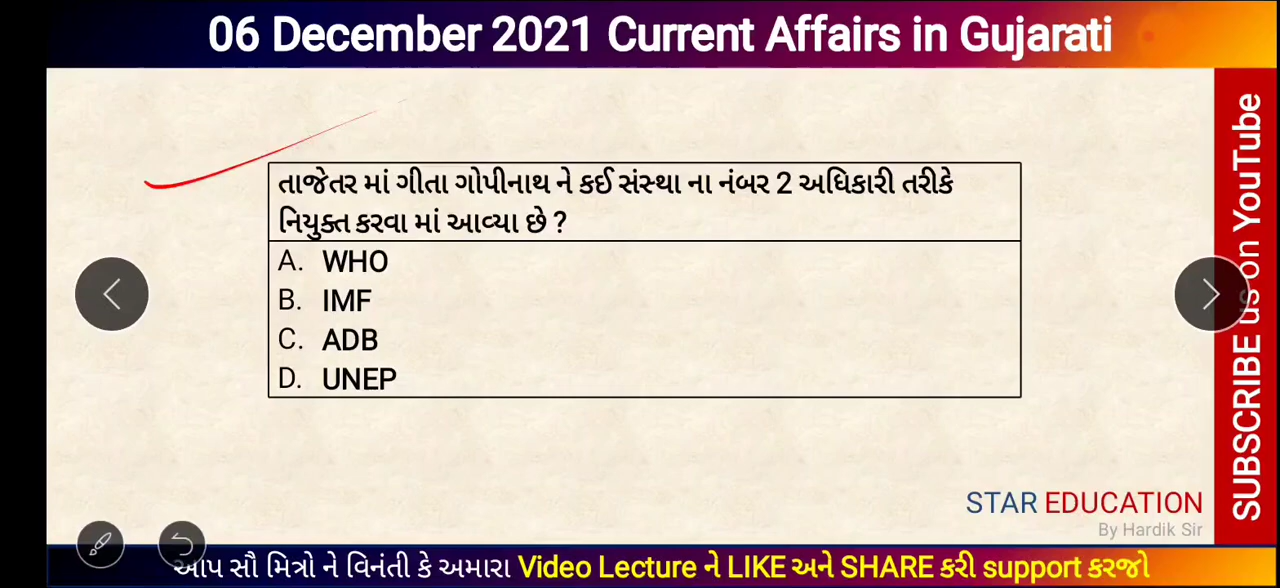 06 December 2021 Current Affairs in Gujarati
તાજેતર માં ગીતા ગોપીનાથ ને કઈ સંસ્થા ના નંબર 2 અધિકારી તરીકે
નિયુક્ત કરવા માં આવ્યા છે ?
A. WHO
B. IMF
C. ADB
D. UNEP
SUBSCRIBE us on YouTube
STAR EDUCATION
By Hardik Sir
આપ સૌ મિત્રો ને વિનંતી કે અમારા Video Lecture ને LIKE અને SHARE કરી support કરજો